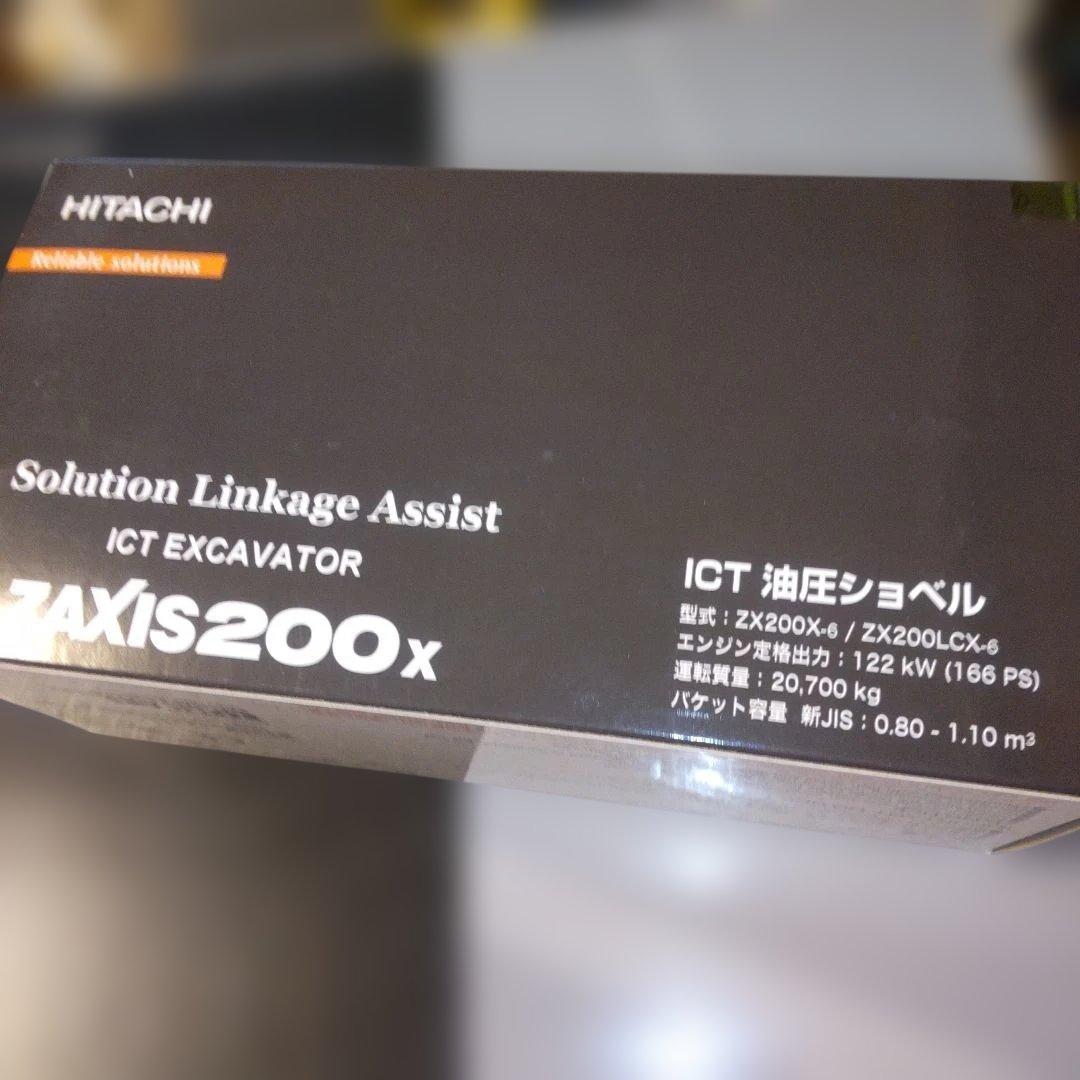 HITACHI
Reliable solutions
Solution Linkage Assist
ICT EXCAVATOR
ZAXIS200X
ICT 油圧ショベル
型式：ZX200X-6 / ZX200LCX-6
エンジン定格出力：122 kW (166 PS)
運転質量：20,700 kg
バケット容量 新JIS：0.80 - 1.10 m³